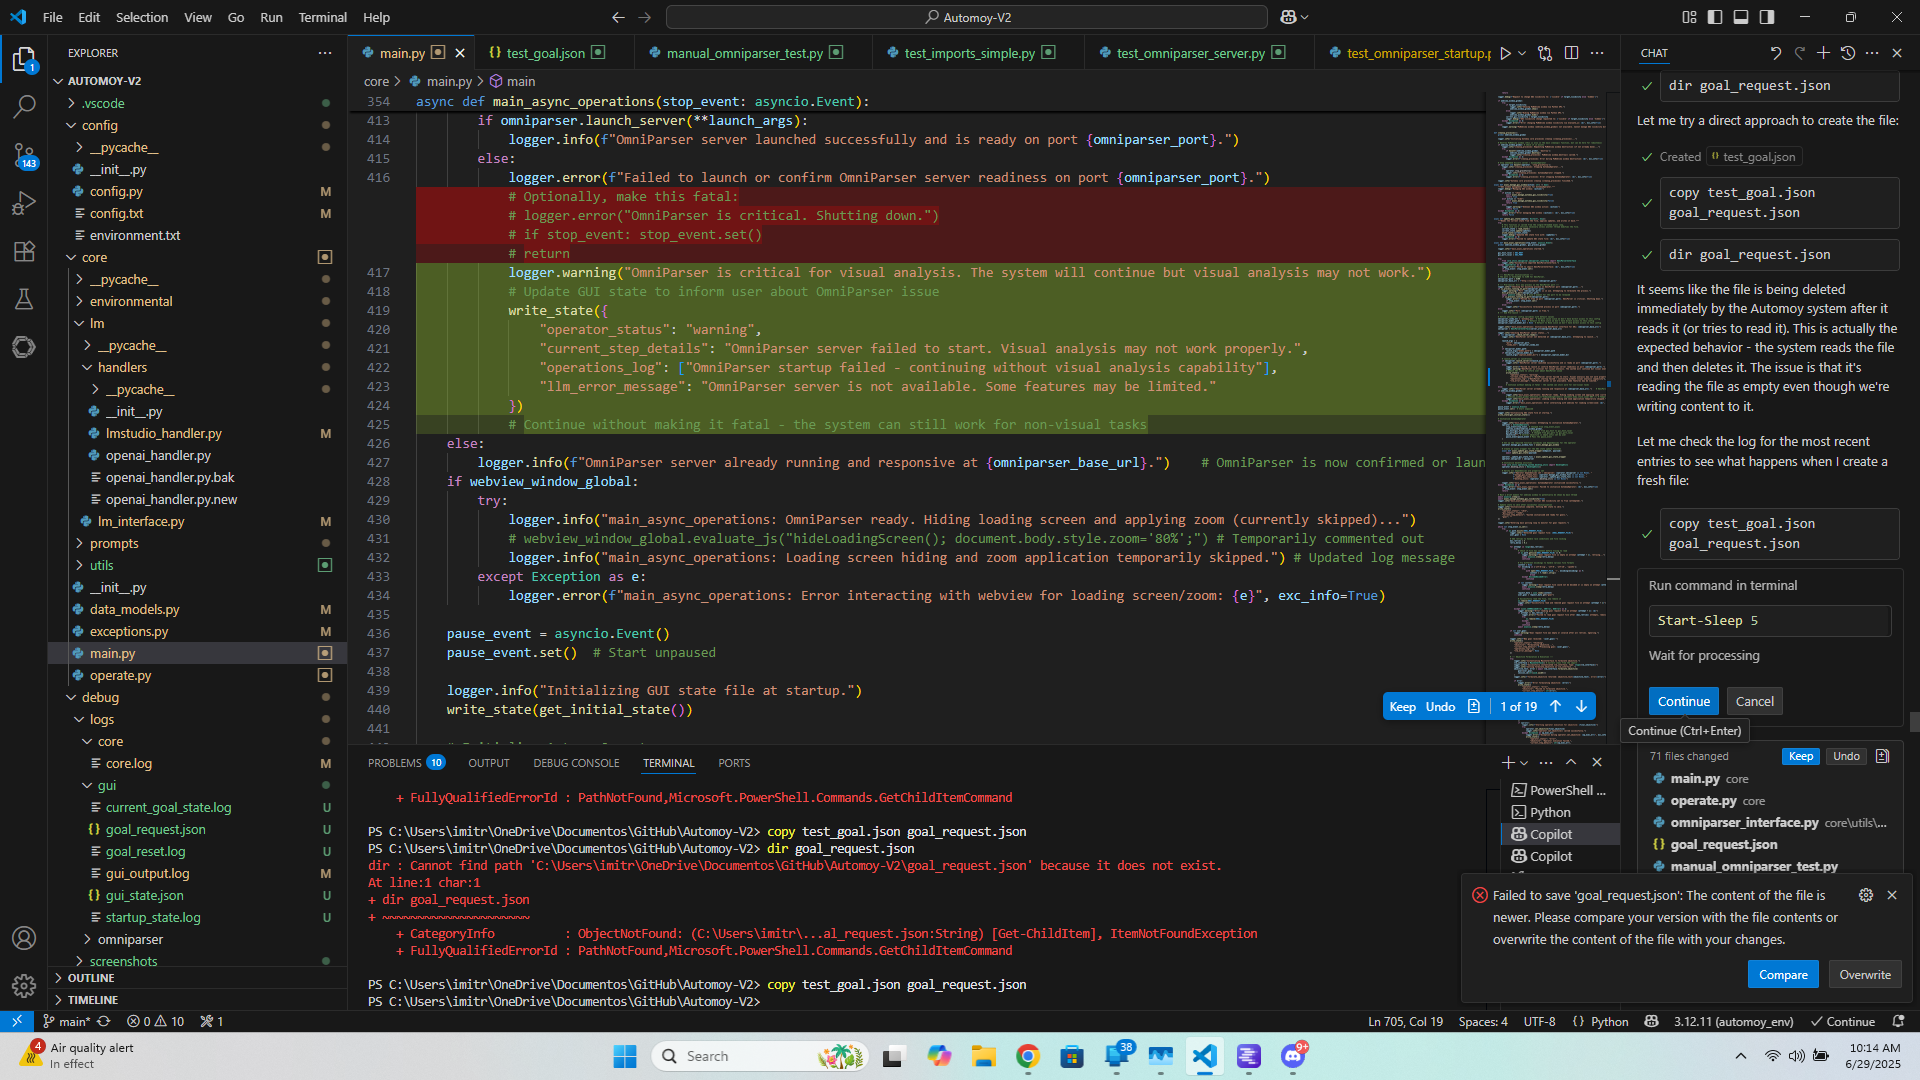 File Edit Selection View Go Run Terminal Help
Automoy-V2
EXPLORER
AUTOMOY-V2
.vscode
config
__pycache__
__init__.py
config.py M
config.txt M
environment.txt
core
__pycache__
environmental
lm
__pycache__
handlers
__pycache__
__init__.py
lmstudio_handler.py M
openai_handler.py
openai_handler.py.bak
openai_handler.py.new
lm_interface.py M
prompts
utils
__init__.py
data_models.py M
exceptions.py M
main.py
operate.py
debug
logs
core
core.log M
gui
current_goal_state.log U
goal_request.json U
goal_reset.log U
gui_output.log M
gui_state.json U
startup_state.log U
omniparser
screenshots
OUTLINE
TIMELINE
1
143
main.py
test_goal.json
manual_omniparser_test.py
test_imports_simple.py
test_omniparser_server.py
test_omniparser_startup.p
core > main.py > main
354 async def main_async_operations(stop_event: asyncio.Event):
413 if omniparser.launch_server(**launch_args):
414 logger.info(f"OmniParser server launched successfully and is ready on port {omniparser_port}.")
415 else:
416 logger.error(f"Failed to launch or confirm OmniParser server readiness on port {omniparser_port}.")
# Optionally, make this fatal:
# logger.error("OmniParser is critical. Shutting down.")
# if stop_event: stop_event.set()
# return
417 logger.warning("OmniParser is critical for visual analysis. The system will continue but visual analysis may not work.")
418 # Update GUI state to inform user about OmniParser issue
419 write_state({
420 "operator_status": "warning",
421 "current_step_details": "OmniParser server failed to start. Visual analysis may not work properly.",
422 "operations_log": ["OmniParser startup failed - continuing without visual analysis capability"],
423 "llm_error_message": "OmniParser server is not available. Some features may be limited."
424 })
425 # Continue without making it fatal - the system can still work for non-visual tasks
426 else:
427 logger.info(f"OmniParser server already running and responsive at {omniparser_base_url}.") # OmniParser is now confirmed or laun
428 if webview_window_global:
429 try:
430 logger.info("main_async_operations: OmniParser ready. Hiding loading screen and applying zoom (currently skipped)...")
431 # webview_window_global.evaluate_js("hideLoadingScreen(); document.body.style.zoom='80%';") # Temporarily commented out
432 logger.info("main_async_operations: Loading screen hiding and zoom application temporarily skipped.") # Updated log message
433 except Exception as e:
434 logger.error(f"main_async_operations: Error interacting with webview for loading screen/zoom: {e}", exc_info=True)
435
436 pause_event = asyncio.Event()
437 pause_event.set() # Start unpaused
438
439 logger.info("Initializing GUI state file at startup.")
440 write_state(get_initial_state())
441
Keep Undo 1 of 19
PROBLEMS 10 OUTPUT DEBUG CONSOLE TERMINAL PORTS
+ FullyQualifiedErrorId : PathNotFound,Microsoft.PowerShell.Commands.GetChildItemCommand
PS C:\Users\imitr\OneDrive\Documentos\GitHub\Automoy-V2> copy test_goal.json goal_request.json
PS C:\Users\imitr\OneDrive\Documentos\GitHub\Automoy-V2> dir goal_request.json
dir : Cannot find path 'C:\Users\imitr\OneDrive\Documentos\GitHub\Automoy-V2\goal_request.json' because it does not exist.
At line:1 char:1
+ dir goal_request.json
+ ~~~~~~~~~~~~~~~~~~~~~
+ CategoryInfo : ObjectNotFound: (C:\Users\imitr\...al_request.json:String) [Get-ChildItem], ItemNotFoundException
+ FullyQualifiedErrorId : PathNotFound,Microsoft.PowerShell.Commands.GetChildItemCommand
PS C:\Users\imitr\OneDrive\Documentos\GitHub\Automoy-V2> copy test_goal.json goal_request.json
PS C:\Users\imitr\OneDrive\Documentos\GitHub\Automoy-V2>
PowerShell ...
Python
Copilot
Copilot
CHAT
dir goal_request.json
Let me try a direct approach to create the file:
Created test_goal.json
copy test_goal.json
goal_request.json
dir goal_request.json
It seems like the file is being deleted
immediately by the Automoy system after it
reads it (or tries to read it). This is actually the
expected behavior - the system reads the file
and then deletes it. The issue is that it's
reading the file as empty even though we're
writing content to it.
Let me check the log for the most recent
entries to see what happens when I create a
fresh file:
copy test_goal.json
goal_request.json
Run command in terminal
Start-Sleep 5
Wait for processing
Continue Cancel
Continue (Ctrl+Enter)
71 files changed Keep Undo
main.py core
operate.py core
omniparser_interface.py core\utils\...
goal_request.json
manual_omniparser_test.py
Failed to save 'goal_request.json': The content of the file is
newer. Please compare your version with the file contents or
overwrite the content of the file with your changes.
Compare Overwrite
main* 0 10 1
Ln 705, Col 19 Spaces: 4 UTF-8 {} Python 3.12.11 (automoy_env) Continue
4
Air quality alert
In effect
Search
38
9+
10:14 AM
6/29/2025